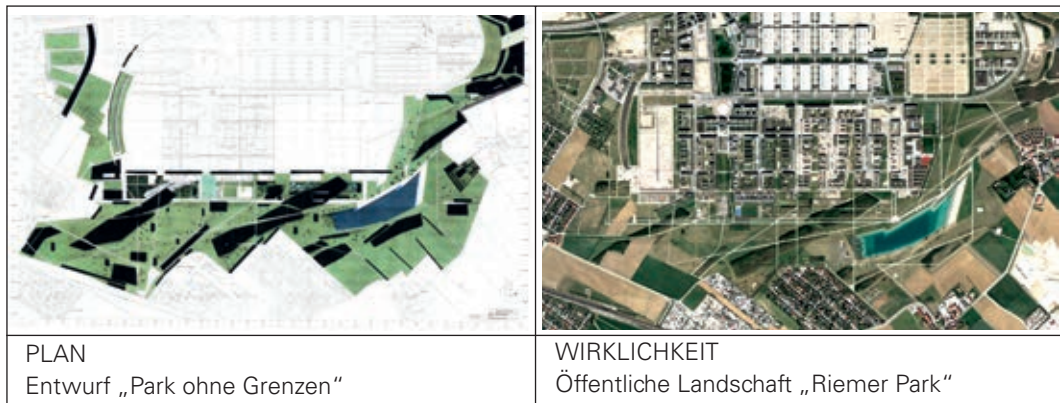 PLAN
Entwurf „Park ohne Grenzen“
WIRKLICHKEIT
Öffentliche Landschaft „Riemer Park“